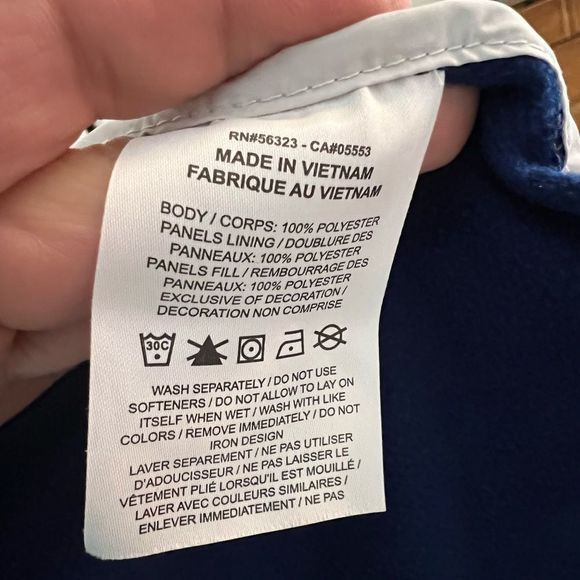 RN#56323 - CA#05553
MADE IN VIETNAM
FABRIQUE AU VIETNAM
BODY / CORPS: 100% POLYESTER
PANELS LINING / DOUBLURE DES
PANNEAUX: 100% POLYESTER
PANELS FILL / REMBOURRAGE DES
PANNEAUX: 100% POLYESTER
EXCLUSIVE OF DECORATION /
DECORATION NON COMPRISE
30C
WASH SEPARATELY / DO NOT USE
SOFTENERS / DO NOT ALLOW TO LAY ON
ITSELF WHEN WET / WASH WITH LIKE
COLORS / REMOVE IMMEDIATELY / DO NOT
IRON DESIGN
LAVER SEPAREMENT / NE PAS UTILISER
D'ADOUCISSEUR / NE PAS LAISSER LE
VÊTEMENT PLIÉ LORSQU'IL EST MOUILLÉ /
LAVER AVEC COULEURS SIMILAIRES /
ENLEVER IMMEDIATEMENT / NE PAS